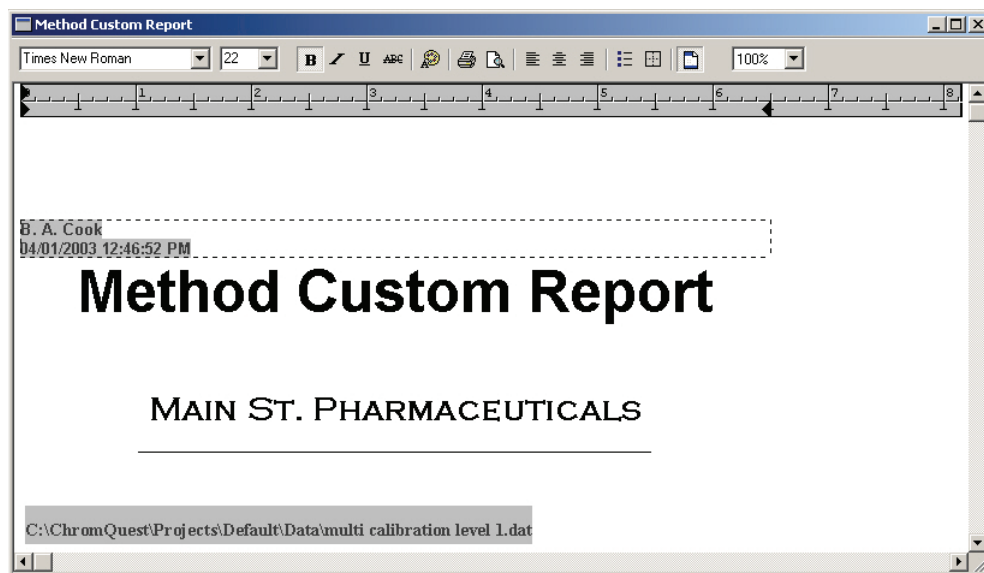 Method Custom Report
Times New Roman 22 B I U ABC A 100%
1 2 3 4 5 6 7 8
B. A. Cook
04/01/2003 12:46:52 PM
Method Custom Report
MAIN ST. PHARMACEUTICALS
C:\ChromQuest\Projects\Default\Data\multi calibration level 1.dat